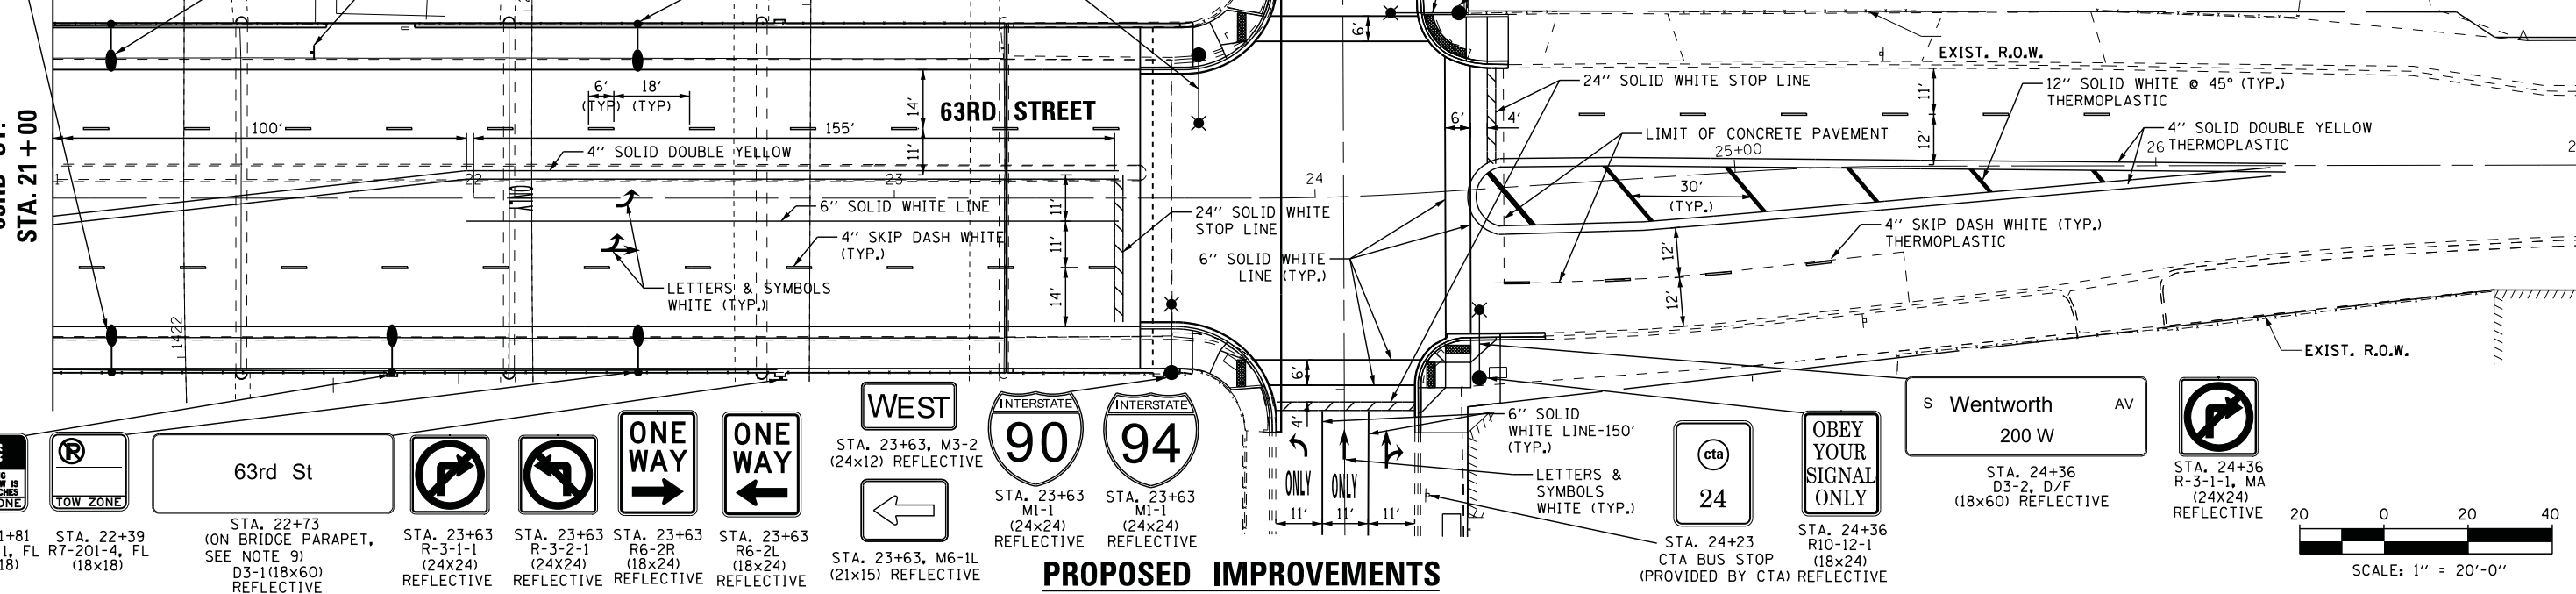 STA. 21+00
100'
6'
(TYP)
18'
(TYP)
14'
11'
155'
63RD STREET
4" SOLID DOUBLE YELLOW
22
23
24
6" SOLID WHITE LINE
4" SKIP DASH WHITE
(TYP.)
LETTERS & SYMBOLS
WHITE (TYP.)
11'
11'
14'
1422
24" SOLID WHITE
STOP LINE
6" SOLID WHITE
LINE (TYP.)
6'
6'
4'
24" SOLID WHITE STOP LINE
LIMIT OF CONCRETE PAVEMENT
25+00
30'
(TYP.)
EXIST. R.O.W.
12" SOLID WHITE @ 45° (TYP.)
THERMOPLASTIC
11'
12'
4" SOLID DOUBLE YELLOW
THERMOPLASTIC
26
4" SKIP DASH WHITE (TYP.)
THERMOPLASTIC
12'
12'
EXIST. R.O.W.
6'
4'
6" SOLID
WHITE LINE-150'
(TYP.)
LETTERS &
SYMBOLS
WHITE (TYP.)
ONLY
ONLY
11'
11'
11'
TOW ZONE
STA. 22+39
R7-201-4, FL
(18x18)
63rd St
STA. 22+73
(ON BRIDGE PARAPET,
SEE NOTE 9)
D3-1(18x60)
REFLECTIVE
STA. 23+63
R-3-1-1
(24X24)
REFLECTIVE
STA. 23+63
R-3-2-1
(24X24)
REFLECTIVE
ONE
WAY
STA. 23+63
R6-2R
(18x24)
REFLECTIVE
ONE
WAY
STA. 23+63
R6-2L
(18x24)
REFLECTIVE
WEST
STA. 23+63, M3-2
(24x12) REFLECTIVE
STA. 23+63, M6-1L
(21x15) REFLECTIVE
INTERSTATE
90
STA. 23+63
M1-1
(24x24)
REFLECTIVE
INTERSTATE
94
STA. 23+63
M1-1
(24x24)
REFLECTIVE
PROPOSED IMPROVEMENTS
cta
24
STA. 24+23
CTA BUS STOP
(PROVIDED BY CTA)
OBEY
YOUR
SIGNAL
ONLY
STA. 24+36
R10-12-1
(18x24)
REFLECTIVE
S Wentworth AV
200 W
STA. 24+36
D3-2, D/F
(18x60) REFLECTIVE
STA. 24+36
R-3-1-1, MA
(24X24)
REFLECTIVE
20 0 20 40
SCALE: 1" = 20'-0"